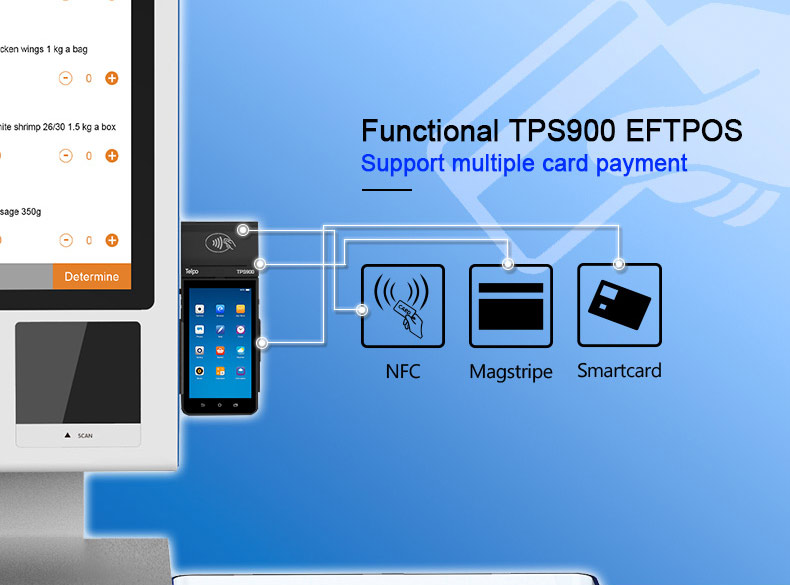 cken wings 1 kg a bag
0
ite shrimp 26/30 1.5 kg a box
0
sage 350g
0
Determine
SCAN
Telpo TPS900
Functional TPS900 EFTPOS
Support multiple card payment
CARD
NFC
Magstripe
Smartcard